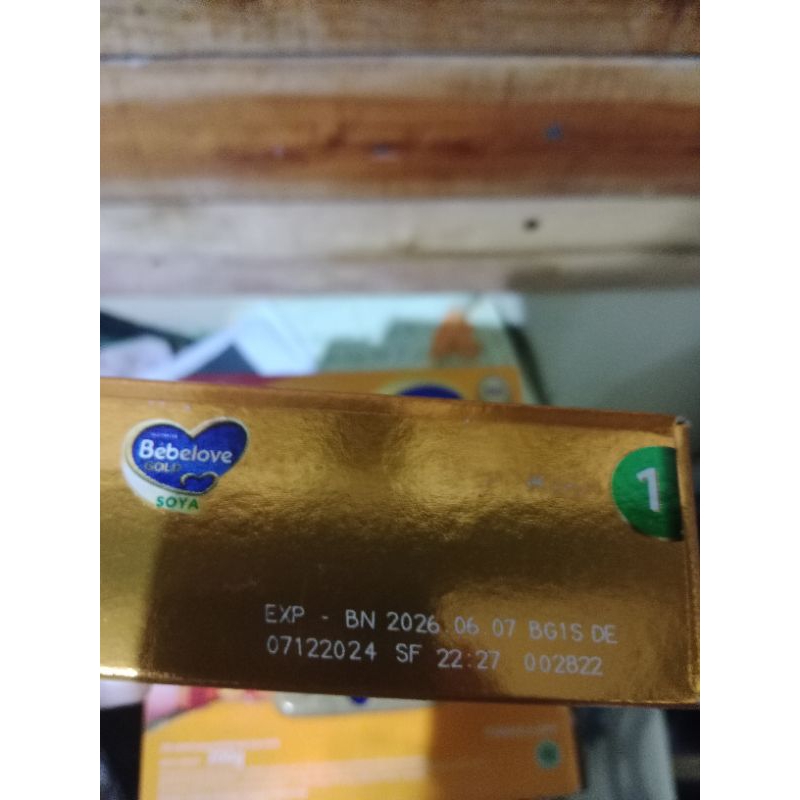 Bebelove
GOLD
SOYA
1
EXP - BN 2026.06.07 BG1S DE
07122024 SF 22:27 002822